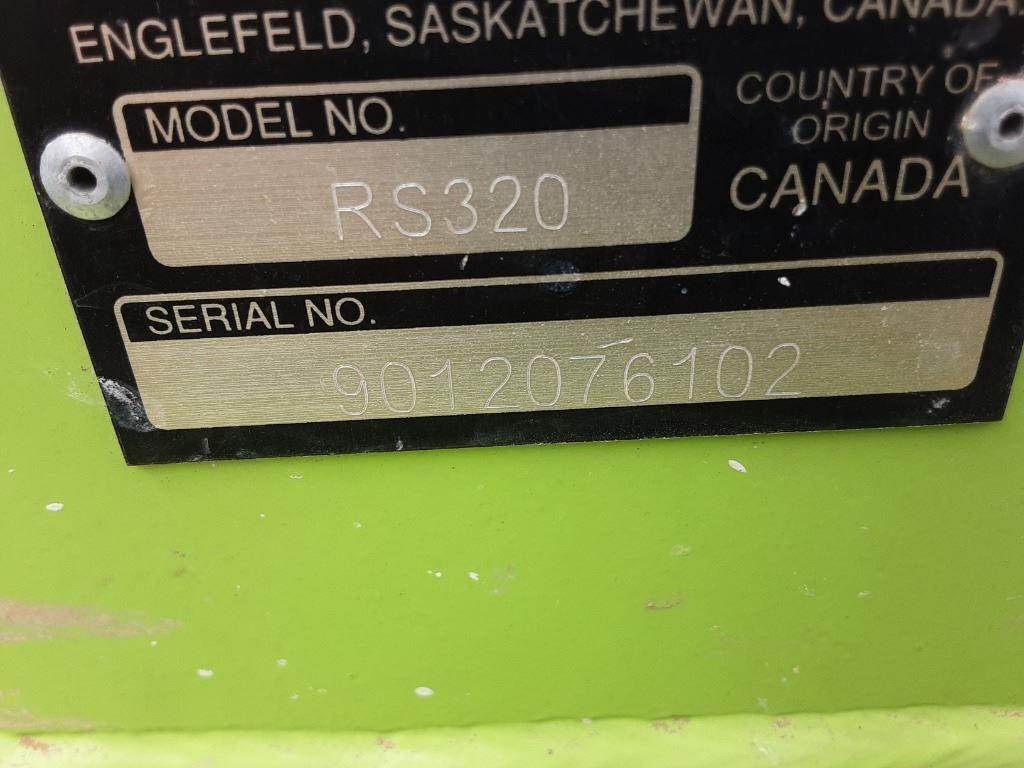 ENGLEFELD, SASKATCHEWAN, CANADA.
MODEL NO.
RS320
COUNTRY OF
ORIGIN
CANADA
SERIAL NO.
9012076102